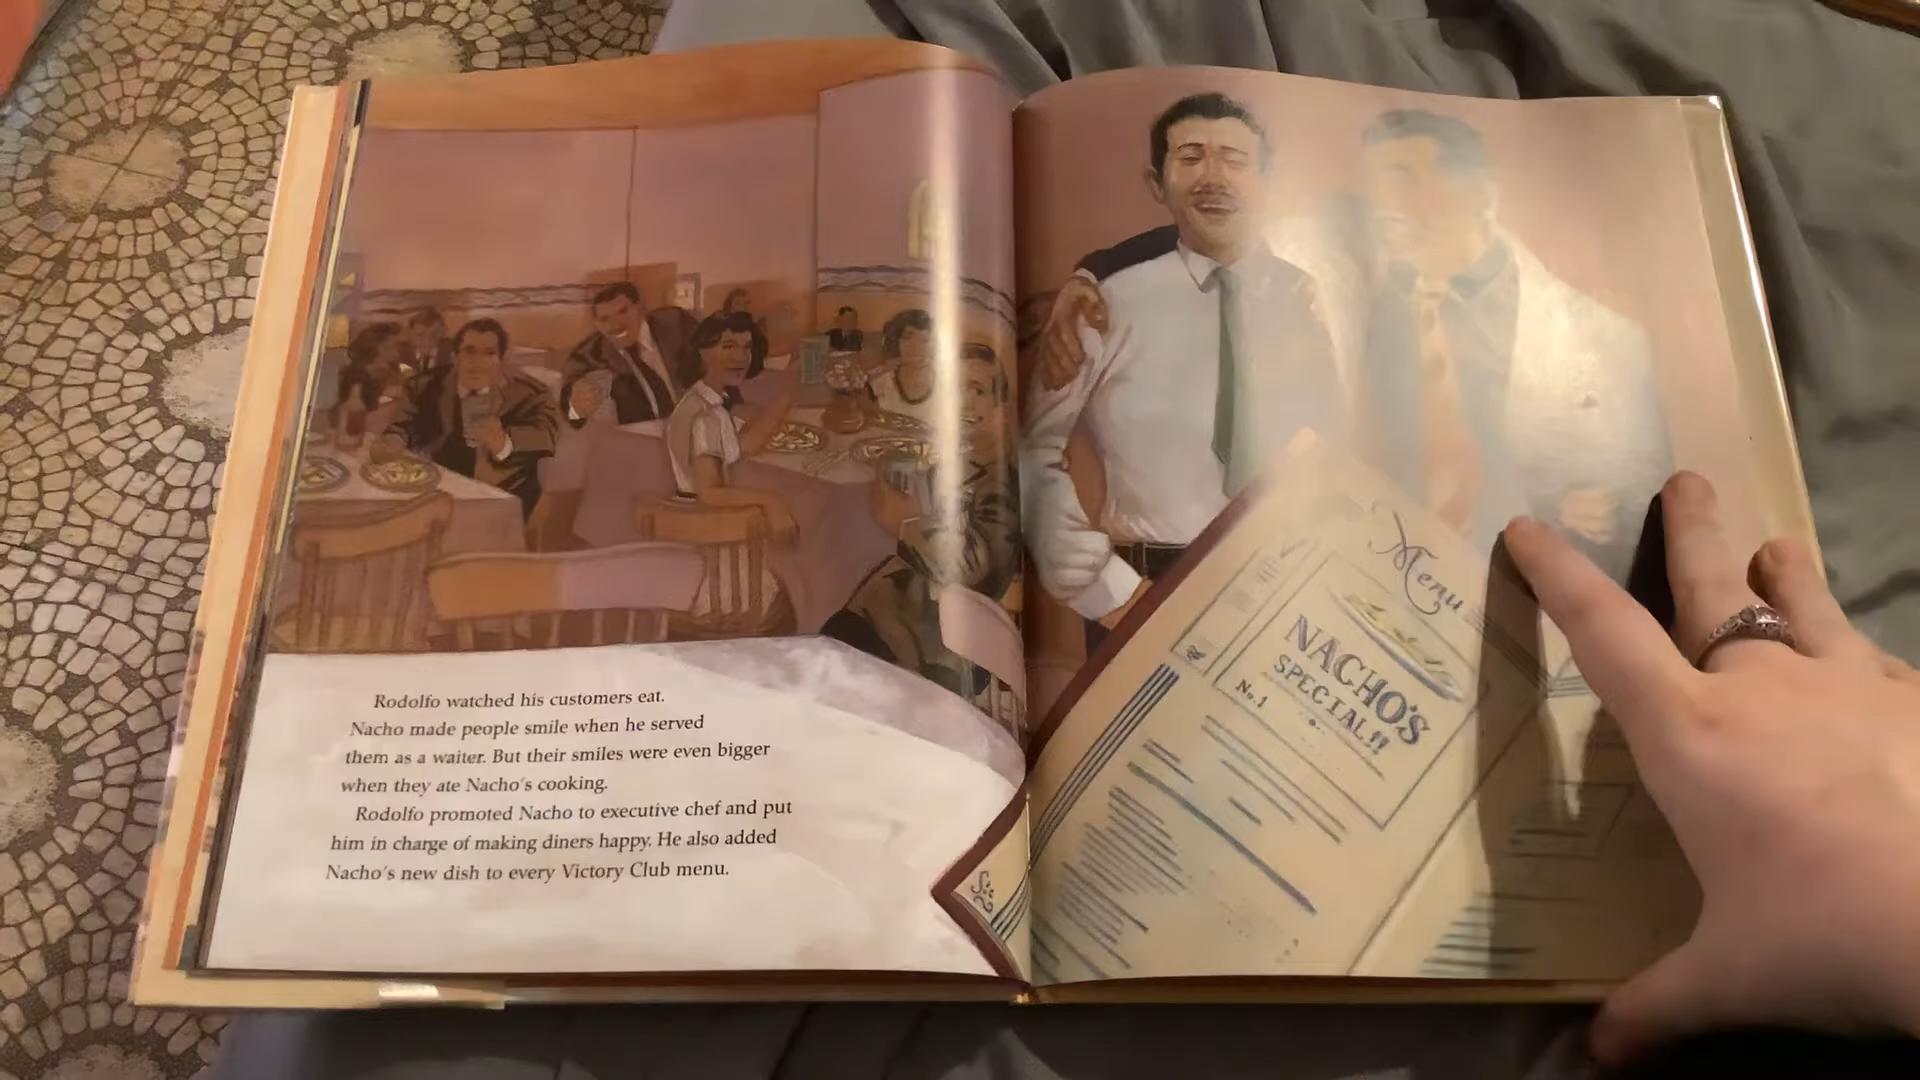 Rodolfo watched his customers eat.
Nacho made people smile when he served
them as a waiter. But their smiles were even bigger
when they ate Nacho's cooking.
Rodolfo promoted Nacho to executive chef and put
him in charge of making diners happy. He also added
Nacho's new dish to every Victory Club menu.
Menu
NACHO'S
SPECIAL!!
No.1